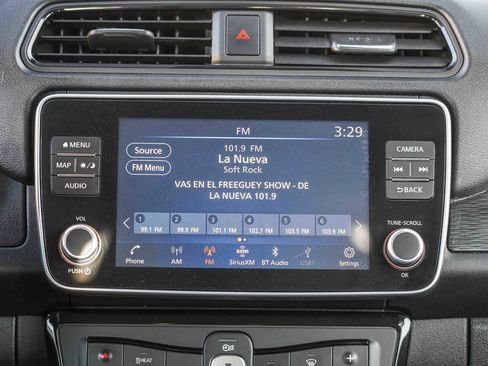 FM
3:29
MENU
MAP
AUDIO
VOL
PUSH
Source
FM Menu
101.9 FM
La Nueva
Soft Rock
VAS EN EL FREEGUEY SHOW - DE
LA NUEVA 101.9
1 2 3 4 5 6
99.1 FM 99.9 FM 101.1 FM 102.7 FM 103.5 FM 103.9 FM
Phone AM FM SiriusXM BT Audio USB1 Settings
CAMERA
BACK
TUNE·SCROLL
OK
HEAT